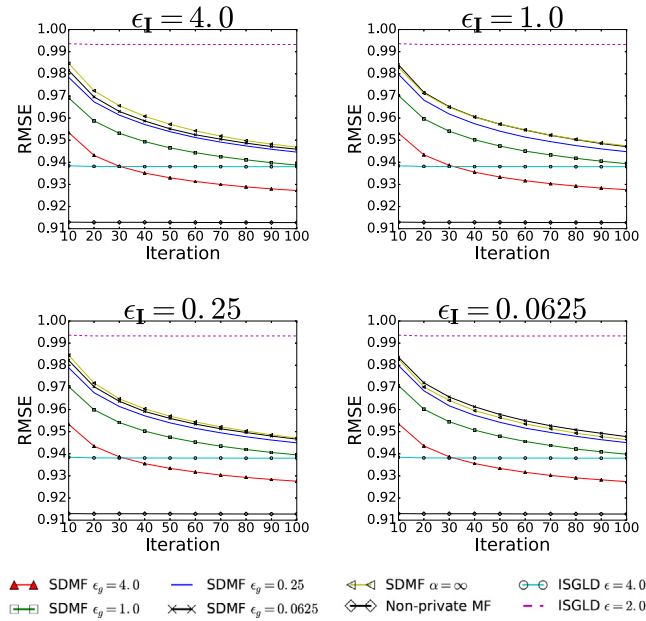 ϵ_I = 4.0
ϵ_I = 1.0
1.00
0.99
0.98
0.97
0.96
0.95
0.94
0.93
0.92
0.91
RMSE
10 20 30 40 50 60 70 80 90 100
Iteration
1.00
0.99
0.98
0.97
0.96
0.95
0.94
0.93
0.92
0.91
RMSE
10 20 30 40 50 60 70 80 90 100
Iteration
ϵ_I = 0.25
ϵ_I = 0.0625
1.00
0.99
0.98
0.97
0.96
0.95
0.94
0.93
0.92
0.91
RMSE
10 20 30 40 50 60 70 80 90 100
Iteration
1.00
0.99
0.98
0.97
0.96
0.95
0.94
0.93
0.92
0.91
RMSE
10 20 30 40 50 60 70 80 90 100
Iteration
SDMF ϵ_g = 4.0
SDMF ϵ_g = 0.25
SDMF α = ∞
ISGLD ϵ = 4.0
SDMF ϵ_g = 1.0
SDMF ϵ_g = 0.0625
Non-private MF
ISGLD ϵ = 2.0